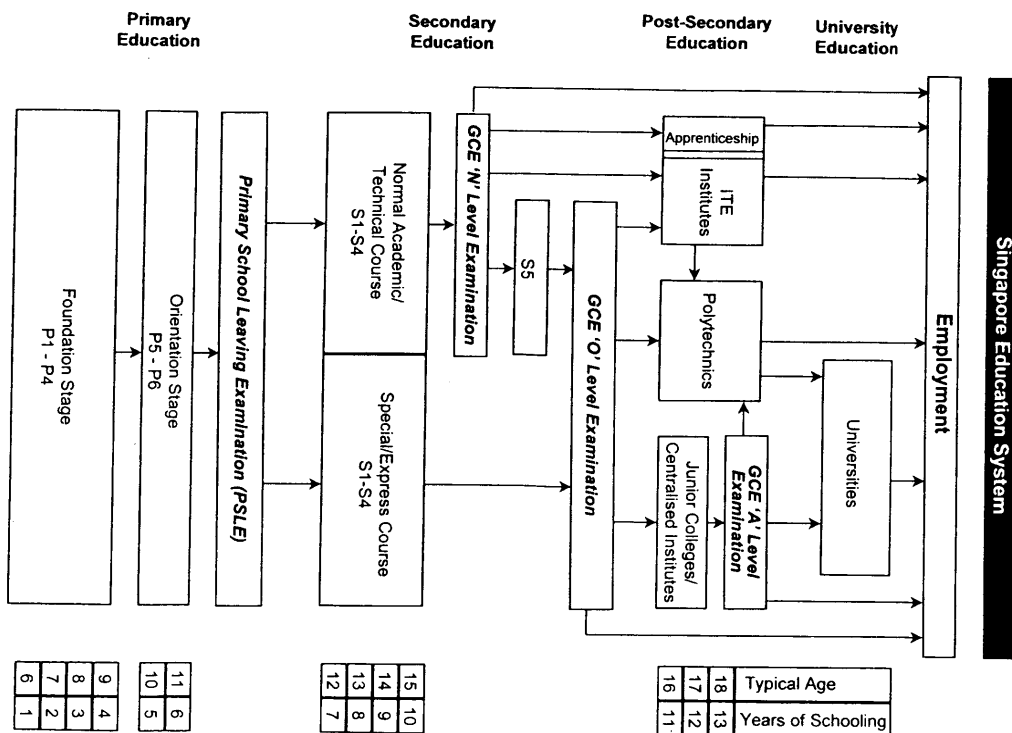 Singapore Education System
Primary
Education
Secondary
Education
Post-Secondary
Education
University
Education
Employment
Universities
Apprenticeship
ITE
Institutes
Polytechnics
GCE 'A' Level
Examination
Junior Colleges/
Centralised Institutes
GCE 'O' Level Examination
S5
GCE 'N' Level Examination
Normal Academic/
Technical Course
S1-S4
Special/Express Course
S1-S4
Primary School Leaving Examination (PSLE)
Orientation Stage
P5 - P6
Foundation Stage
P1 - P4
Typical Age
Years of Schooling
18 13
17 12
16 11
15 10
14 9
13 8
12 7
11 6
10 5
9 4
8 3
7 2
6 1